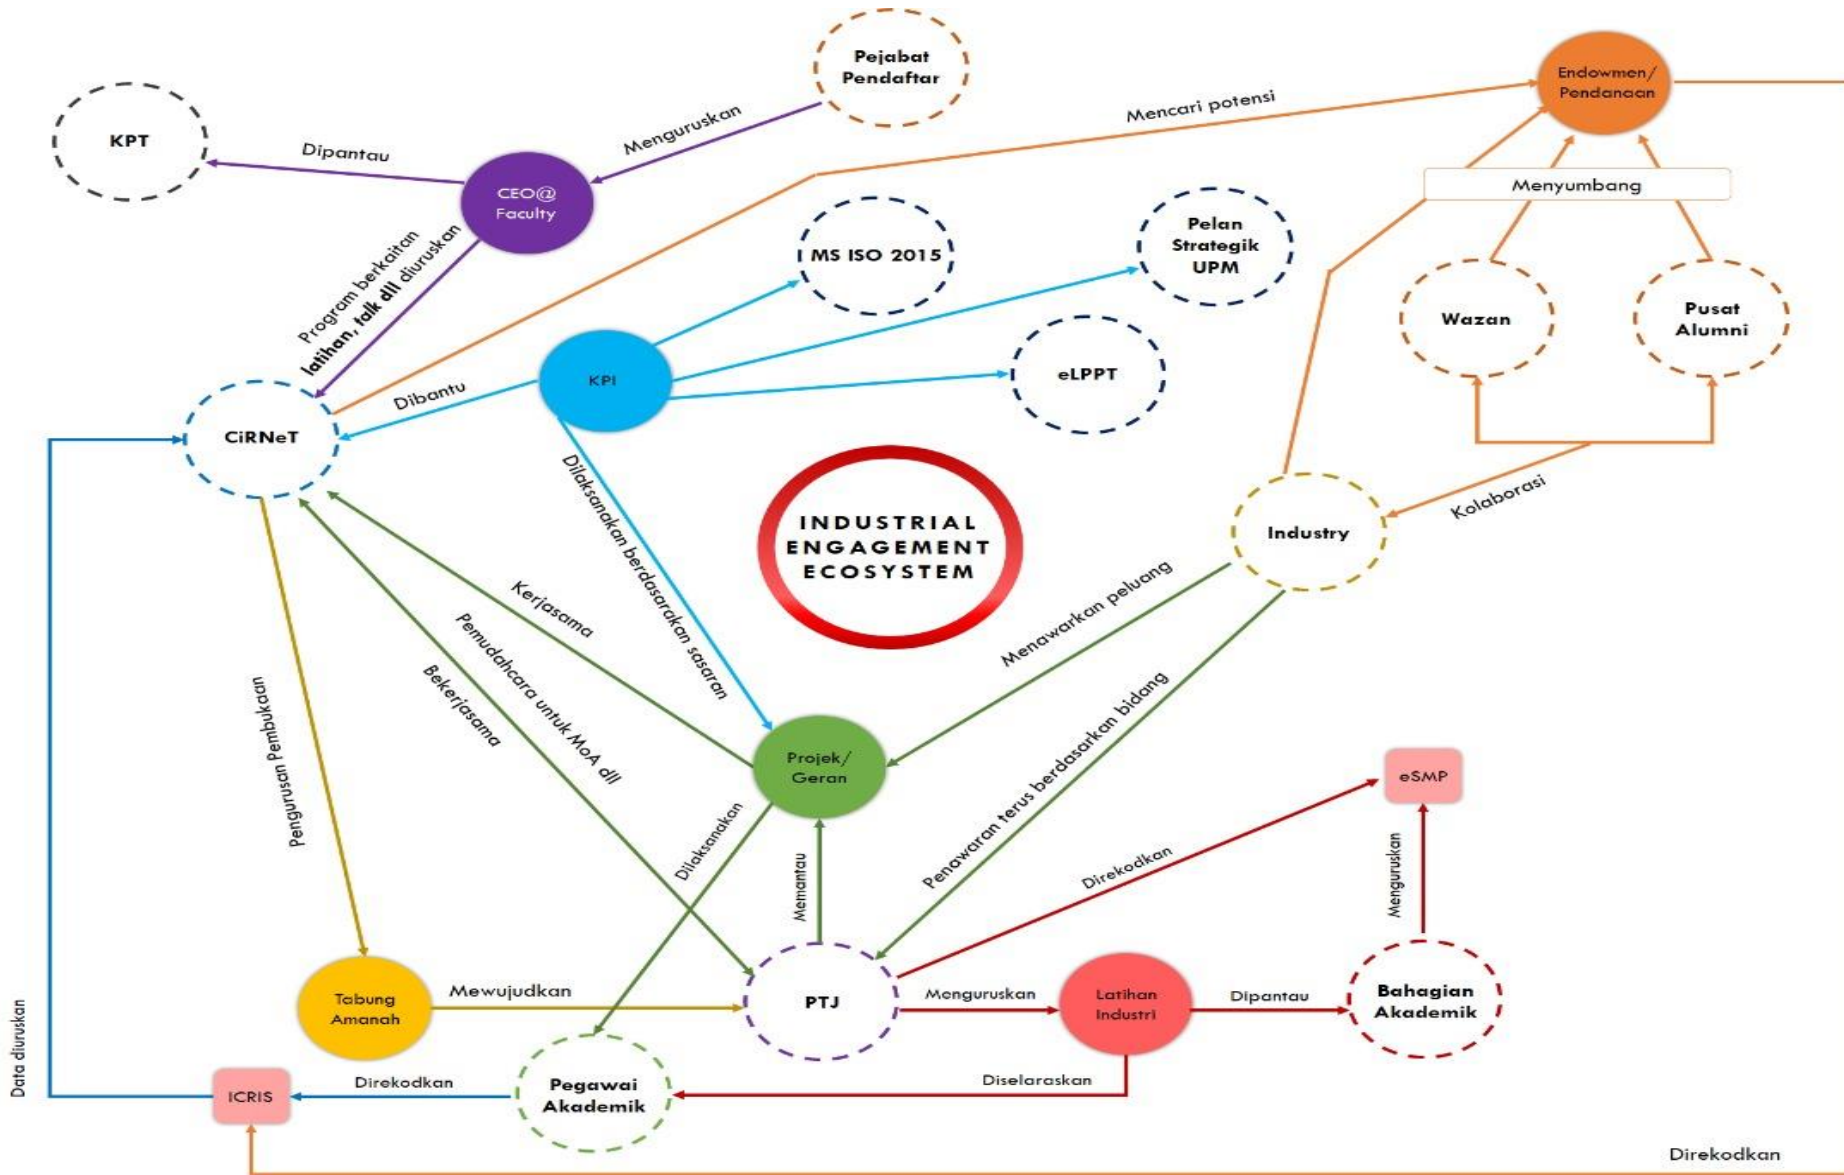 Pejabat
Pendaftar
Endowmen/
Pendanaan
KPT
Dipantau
Menguruskan
Mencari potensi
CEO@
Faculty
Menyumbang
Program berkaitan
latihan, talk dll diuruskan
MS ISO 2015
Pelan
Strategik
UPM
Wazan
Pusat
Alumni
KPI
eLPPT
Dibantu
CiRNeT
Kolaborasi
Dilaksanakan berdasarakan sasaran
INDUSTRIAL
ENGAGEMENT
ECOSYSTEM
Industry
Kerjasama
Pemudahcara untuk MoA dll
Bekerjasama
Menawarkan peluang
Pengurusan Pembukaan
Penawaran terus berdasarkan bidang
Projek/
Geran
eSMP
Dilaksanakan
Memantau
Direkodkan
Menguruskan
Tabung
Amanah
Mewujudkan
PTJ
Menguruskan
Latihan
Industri
Dipantau
Bahagian
Akademik
Data diuruskan
ICRIS
Direkodkan
Pegawai
Akademik
Diselaraskan
Direkodkan